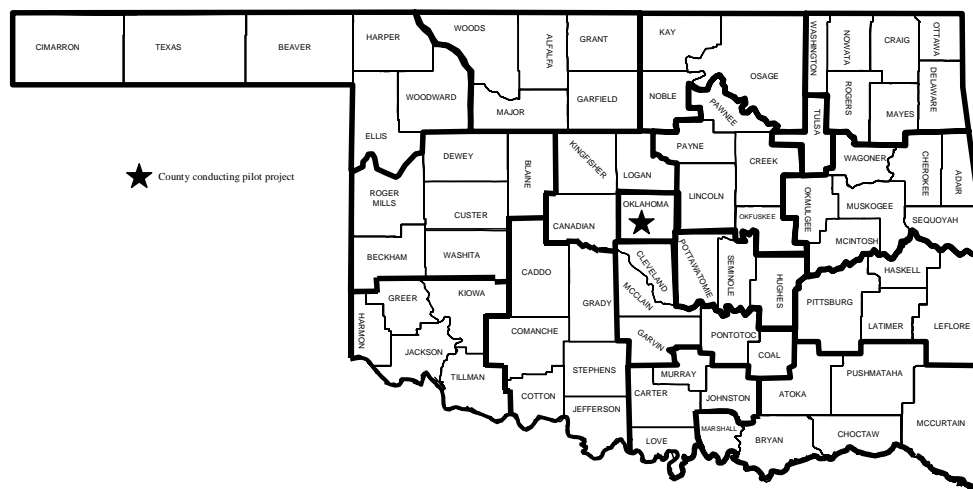 CIMARRON
TEXAS
BEAVER
HARPER
WOODS
ALFALFA
GRANT
KAY
OSAGE
WASHINGTON
NOWATA
CRAIG
OTTAWA
WOODWARD
MAJOR
GARFIELD
NOBLE
PAWNEE
TULSA
ROGERS
MAYES
DELAWARE
ELLIS
DEWEY
BLAINE
KINGFISHER
LOGAN
PAYNE
CREEK
WAGONER
CHEROKEE
ADAIR
County conducting pilot project
ROGER
MILLS
CUSTER
CANADIAN
OKLAHOMA
LINCOLN
OKFUSKEE
OKMULGEE
MUSKOGEE
SEQUOYAH
BECKHAM
WASHITA
CADDO
CLEVELAND
POTTAWATOMIE
SEMINOLE
HUGHES
MCINTOSH
HASKELL
HARMON
GREER
KIOWA
GRADY
MCCLAIN
PITTSBURG
LATIMER
LEFLORE
JACKSON
COMANCHE
GARVIN
PONTOTOC
COAL
TILLMAN
COTTON
STEPHENS
MURRAY
CARTER
JOHNSTON
ATOKA
PUSHMATAHA
JEFFERSON
LOVE
MARSHALL
BRYAN
CHOCTAW
MCCURTAIN